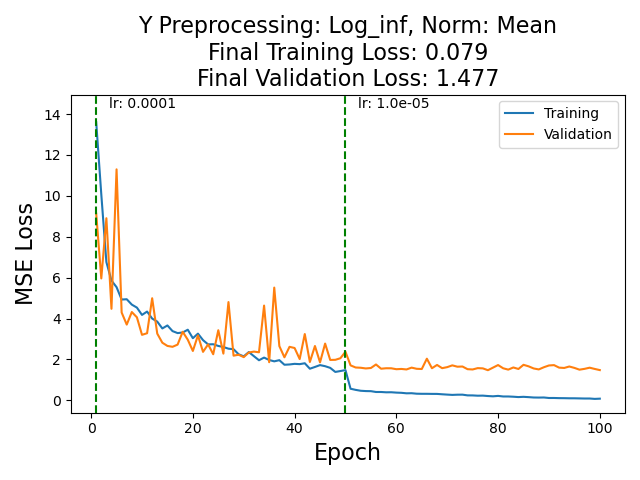 Y Preprocessing: Log_inf, Norm: Mean
Final Training Loss: 0.079
Final Validation Loss: 1.477
lr: 0.0001
lr: 1.0e-05
Training
Validation
MSE Loss
14
12
10
8
6
4
2
0
0
20
40
60
80
100
Epoch